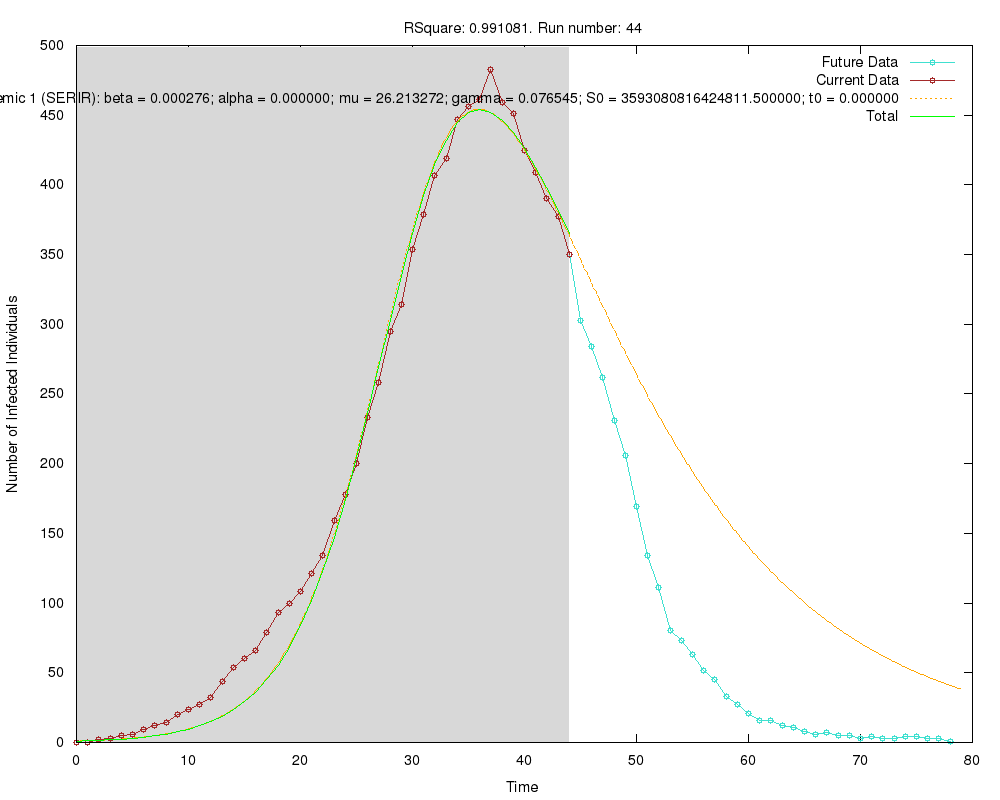 RSquare: 0.991081. Run number: 44
500
450
400
350
300
250
200
150
100
50
0
Number of Infected Individuals
Future Data
Current Data
emic 1 (SERIR): beta = 0.000276; alpha = 0.000000; mu = 26.213272; gamma = 0.076545; S0 = 3593080816424811.500000; t0 = 0.000000
Total
0 10 20 30 40 50 60 70 80
Time